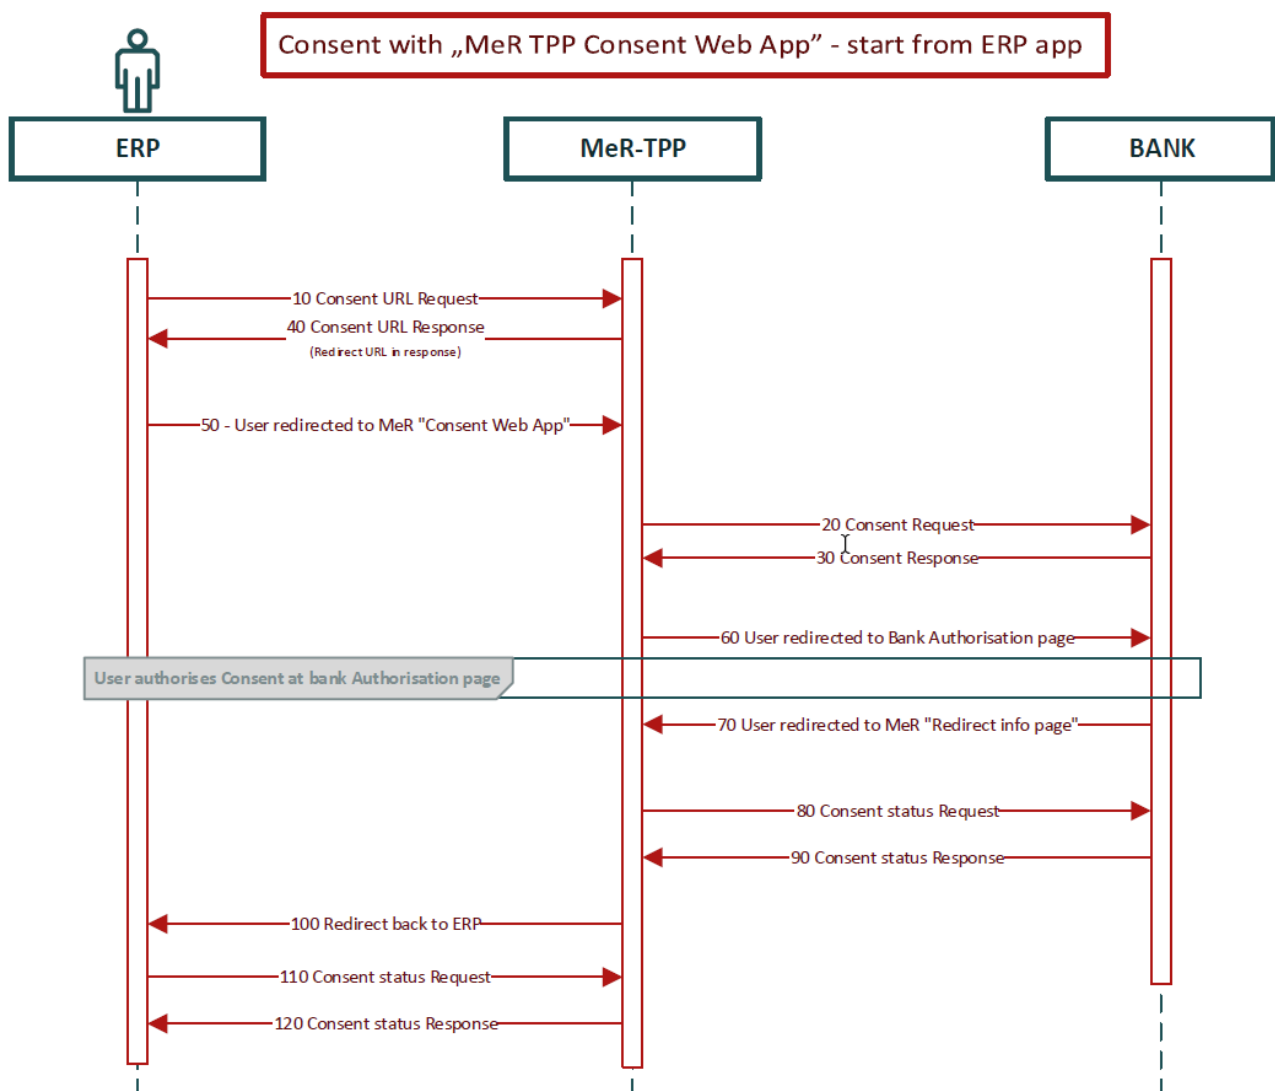 Consent with „MeR TPP Consent Web App” - start from ERP app
ERP
MeR-TPP
BANK
10 Consent URL Request
40 Consent URL Response
(Redirect URL in response)
50 - User redirected to MeR "Consent Web App"
20 Consent Request
30 Consent Response
60 User redirected to Bank Authorisation page
User authorises Consent at bank Authorisation page
70 User redirected to MeR "Redirect info page"
80 Consent status Request
90 Consent status Response
100 Redirect back to ERP
110 Consent status Request
120 Consent status Response